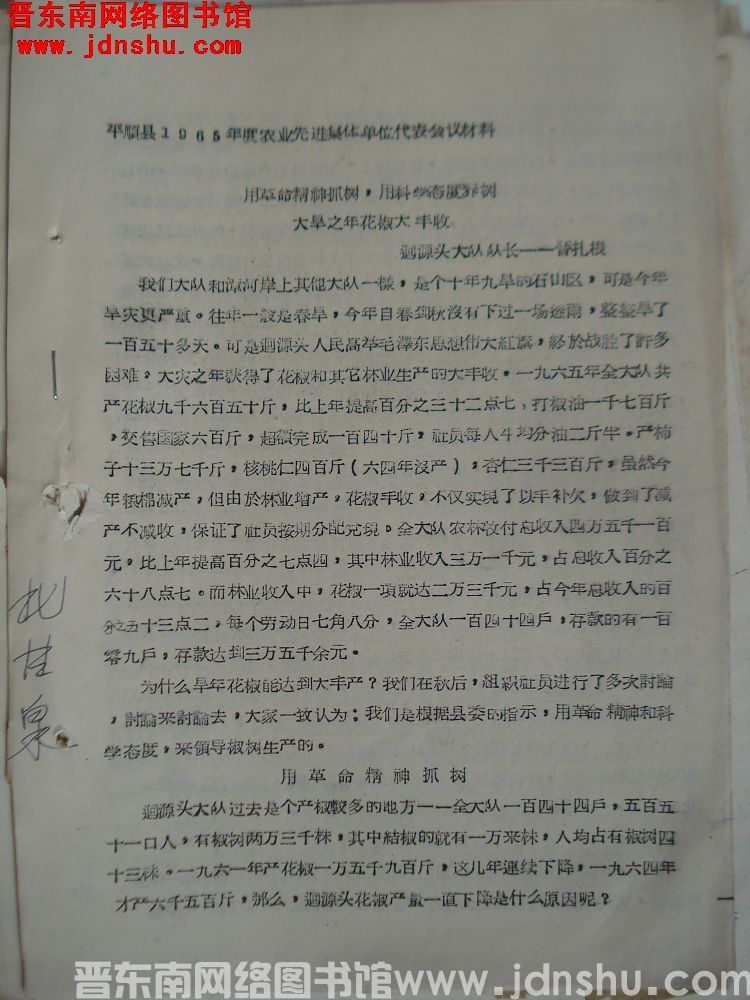 晋东南网络图书馆
www.jdnshu.com
平順县1965年度农业先进集体单位代表会议材料
用革命精神抓树，用科学态度养树
大旱之年花椒大丰收
迴源头大队队长——晋扎根
我们大队和漳河岸上其他大队一樣，是个十年九旱的石山区，可是今年
旱灾更严重。往年一般是春旱，今年自春到秋沒有下过一场透雨，整整旱了
一百五十多天。可是迴源头人民高举毛澤东思想伟大紅旗，終於战胜了許多
困难，大灾之年获得了花椒和其它林业生产的大丰收。一九六五年全大队共
产花椒九千六百五十斤，比上年提高百分之三十二点七，打椒油一千七百斤
，交售国家六百斤，超額完成一百四十斤，社员每人平均分油二斤半。产柿
子十三万七千斤，核桃仁四百斤（六四年沒产），杏仁三千三百斤，虽然今
年粮棉减产，但由於林业增产，花椒丰收，不仅实現了以丰补欠，做到了减
产不减收，保证了社员按期分配兌現。全大队农林牧付总收入四万五千一百
元，比上年提高百分之七点四，其中林业收入三万一千元，占总收入百分之
六十八点七。而林业收入中，花椒一項就达二万三千元，占今年总收入的百
分之五十三点二，每个劳动日七角八分，全大队一百四十四戶，存款的有一百
零九戶，存款达到三万五千余元。
为什么旱年花椒能达到大丰产？我们在秋后，組织社员进行了多次討論
，討論来討論去，大家一致认为：我们是根据县委的指示，用革命精神和科
学态度，来领导椒树生产的。
用革命精神抓树
迴源头大队过去是个产椒較多的地方——全大队一百四十四戶，五百五
十一口人，有椒树两万三千株，其中結椒的就有一万来株，人均占有椒树四
十三株。一九六一年产花椒一万五千九百斤，这几年連续下降，一九六四年
才产六千五百斤，那么，迴源头花椒产量一直下降是什么原因呢？
北
甘
泉
晋东南网络图书馆www.jdnshu.com